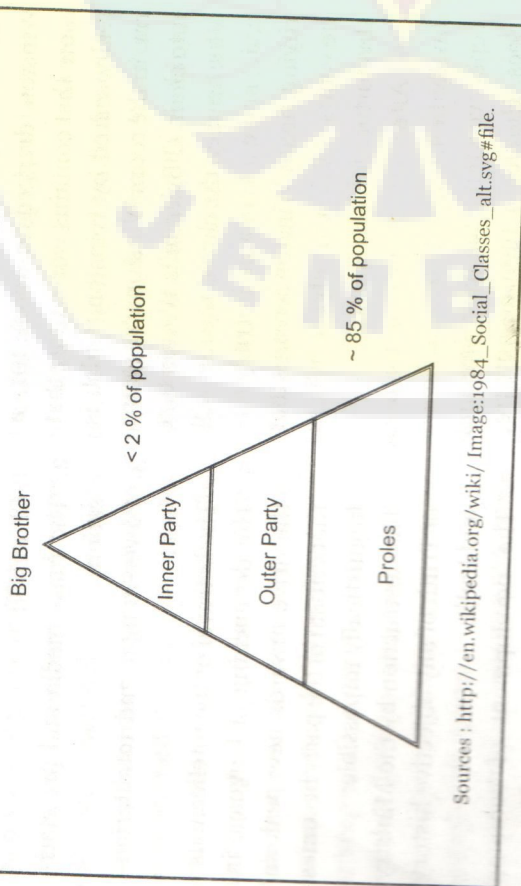 Big Brother
< 2 % of population
Inner Party
Outer Party
~ 85 % of population
Proles
Sources : http://en.wikipedia.org/wiki/ Image:1984_Social_Classes_alt.svg#file.
JEMB